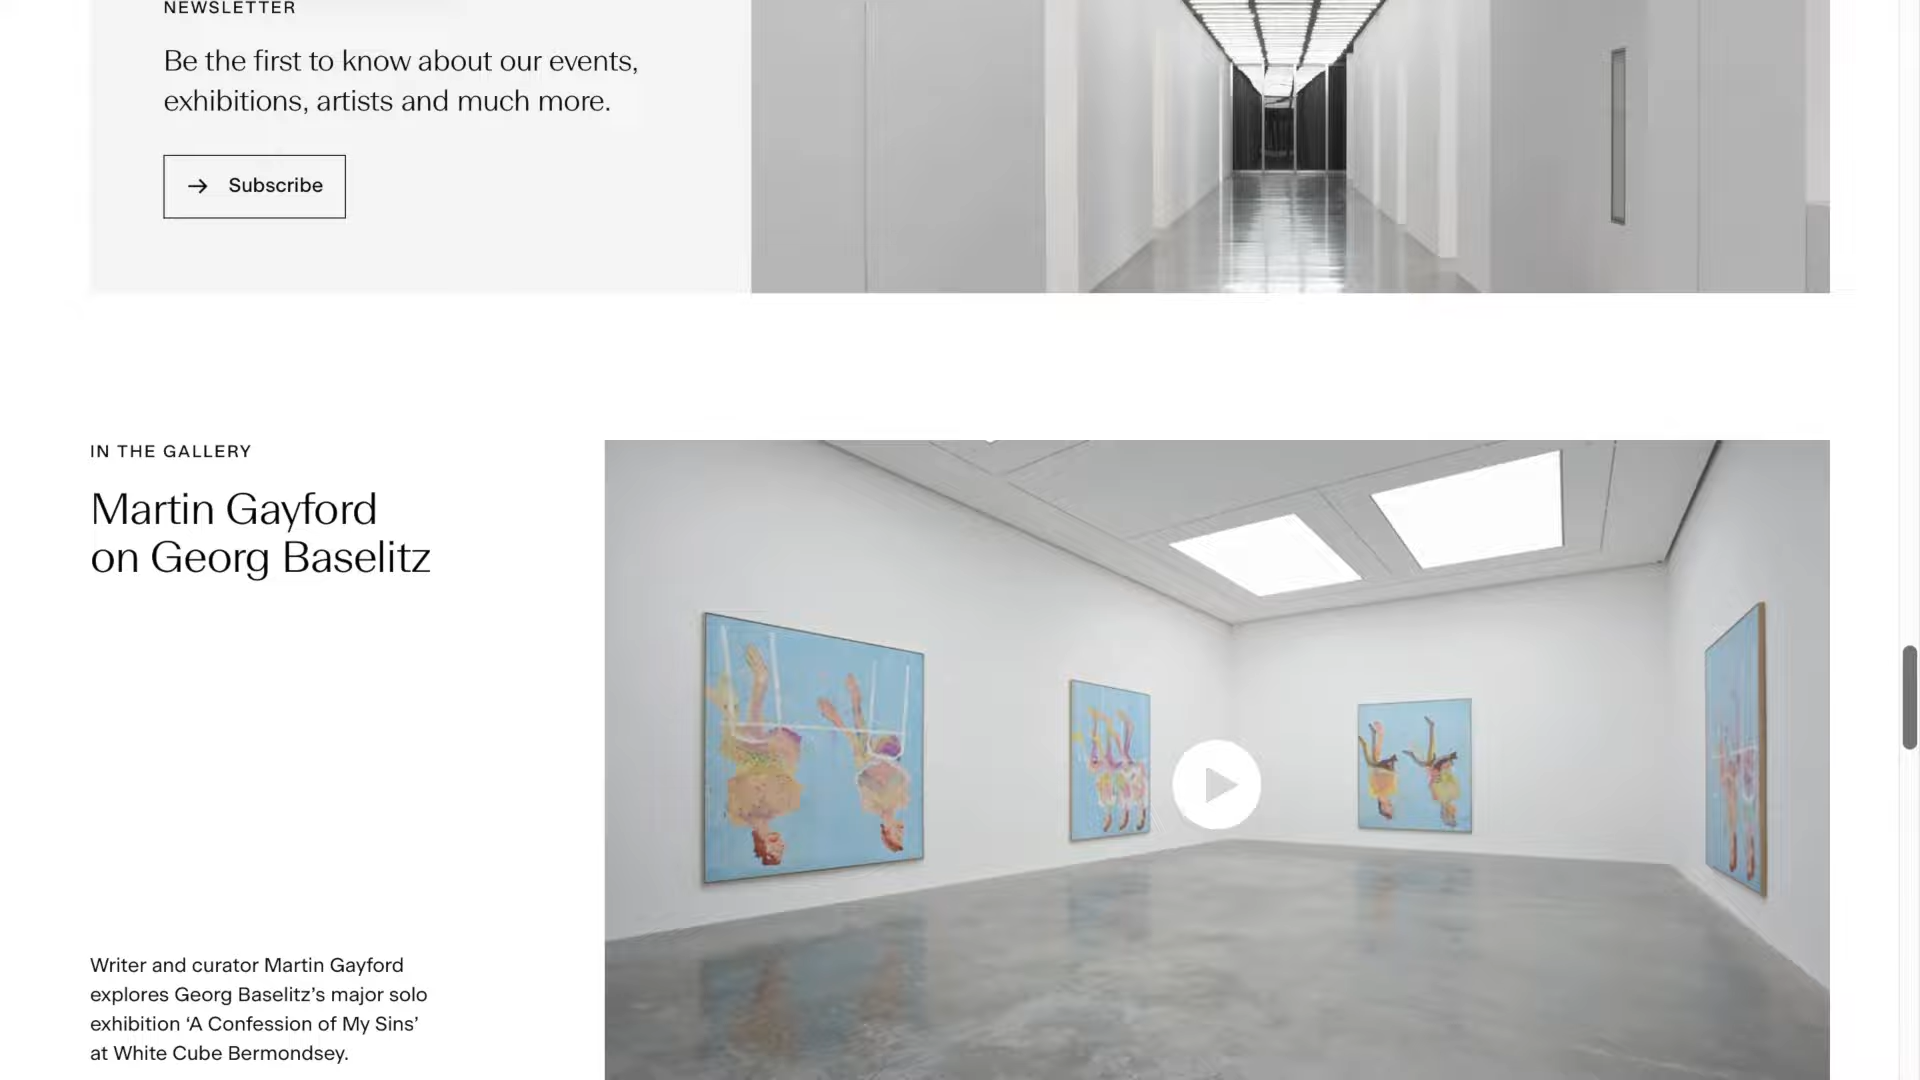 NEWSLETTER
Be the first to know about our events,
exhibitions, artists and much more.
→ Subscribe
IN THE GALLERY
Martin Gayford
on Georg Baselitz
Writer and curator Martin Gayford
explores Georg Baselitz’s major solo
exhibition ‘A Confession of My Sins’
at White Cube Bermondsey.